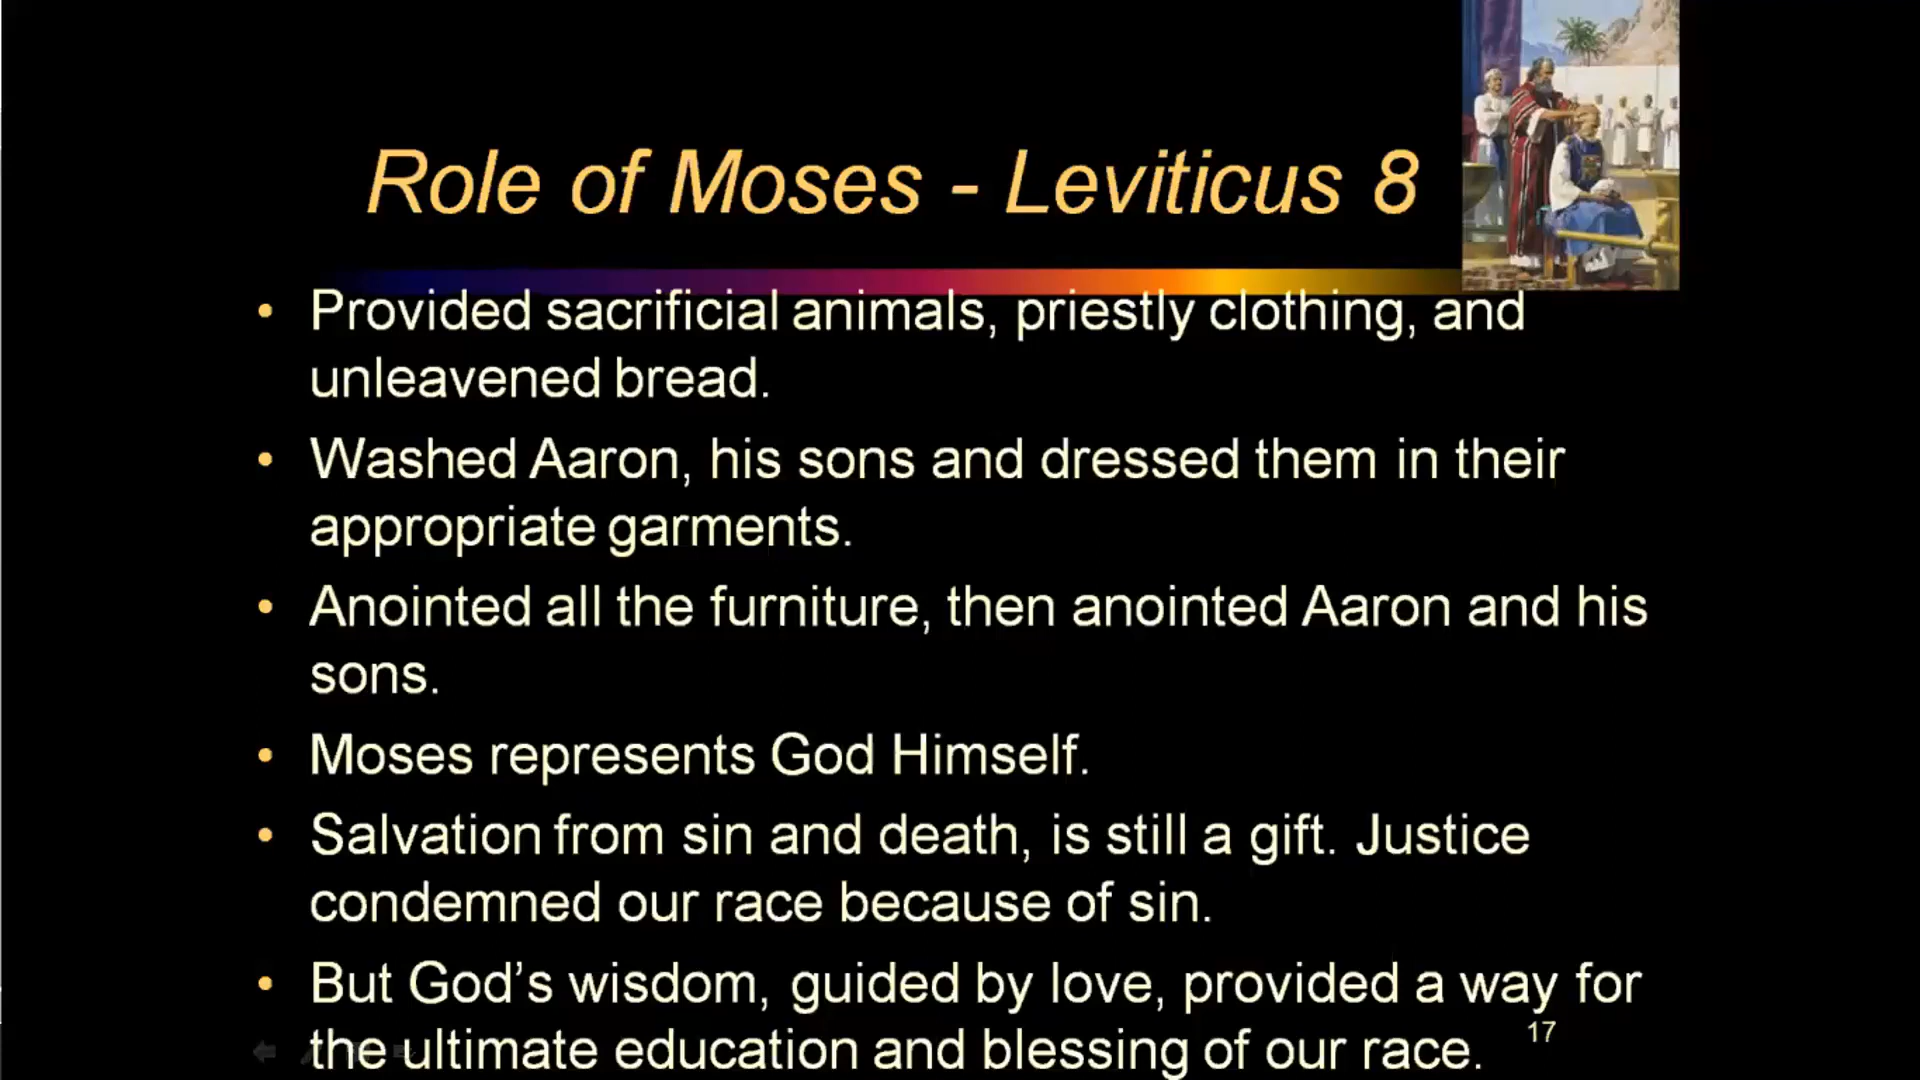 Role of Moses - Leviticus 8
• Provided sacrificial animals, priestly clothing, and
unleavened bread.
• Washed Aaron, his sons and dressed them in their
appropriate garments.
• Anointed all the furniture, then anointed Aaron and his
sons.
• Moses represents God Himself.
• Salvation from sin and death, is still a gift. Justice
condemned our race because of sin.
• But God’s wisdom, guided by love, provided a way for
the ultimate education and blessing of our race.
17